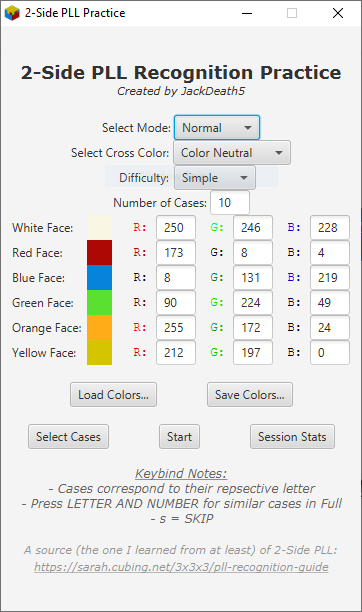 2-Side PLL Practice
2-Side PLL Recognition Practice
Created by JackDeath5
Select Mode: Normal
Select Cross Color: Color Neutral
Difficulty: Simple
Number of Cases: 10
White Face: R: 250 G: 246 B: 228
Red Face: R: 173 G: 8 B: 4
Blue Face: R: 8 G: 131 B: 219
Green Face: R: 90 G: 224 B: 49
Orange Face: R: 255 G: 172 B: 24
Yellow Face: R: 212 G: 197 B: 0
Load Colors... Save Colors...
Select Cases Start Session Stats
Keybind Notes:
- Cases correspond to their repsective letter
- Press LETTER AND NUMBER for similar cases in Full
- s = SKIP
A source (the one I learned from at least) of 2-Side PLL:
https://sarah.cubing.net/3x3x3/pll-recognition-guide